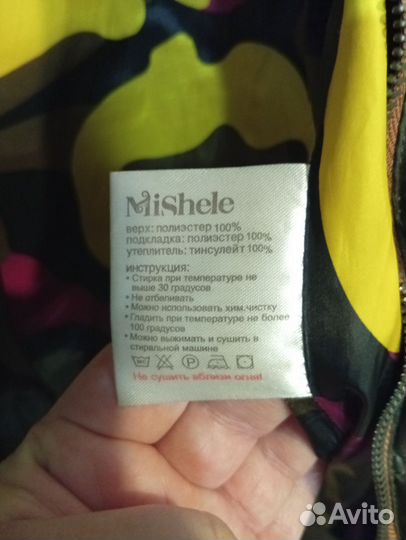 MiShele
верх: полиэстер 100%
подкладка: полиэстер 100%
утеплитель: тинсулейт 100%
инструкция:
• Стирка при температуре не
выше 30 градусов
• Не отбеливать
• Можно использовать хим.чистку
• Гладить при температуре не более
100 градусов
• Можно выжимать и сушить в
стиральной машине
Не сушить вблизи огня!
Avito